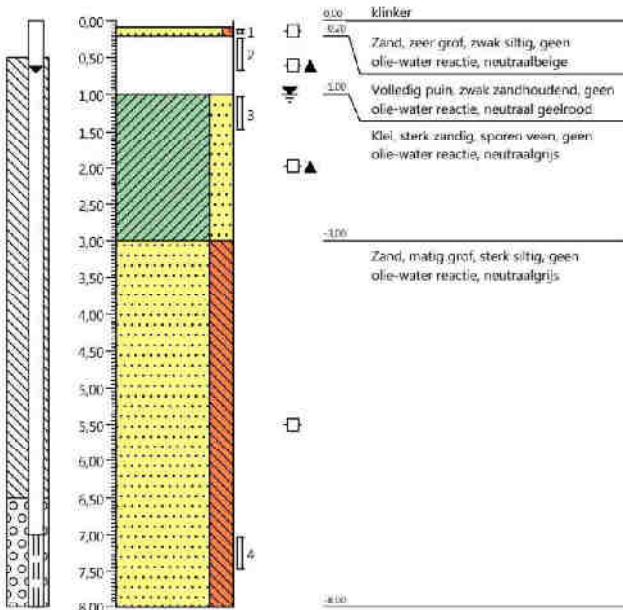 0,00
0,50
1,00
1,50
2,00
2,50
3,00
3,50
4,00
4,50
5,00
5,50
6,00
6,50
7,00
7,50
8,00
1
2
3
4
0,00
klinker
-0,20
Zand, zeer grof, zwak siltig, geen
olie-water reactie, neutraalbeige
-1,00
Volledig puin, zwak zandhoudend, geen
olie-water reactie, neutraal geelrood
Klei, sterk zandig, sporen veen, geen
olie-water reactie, neutraalgrijs
-3,00
Zand, matig grof, sterk siltig, geen
olie-water reactie, neutraalgrijs
-8,00